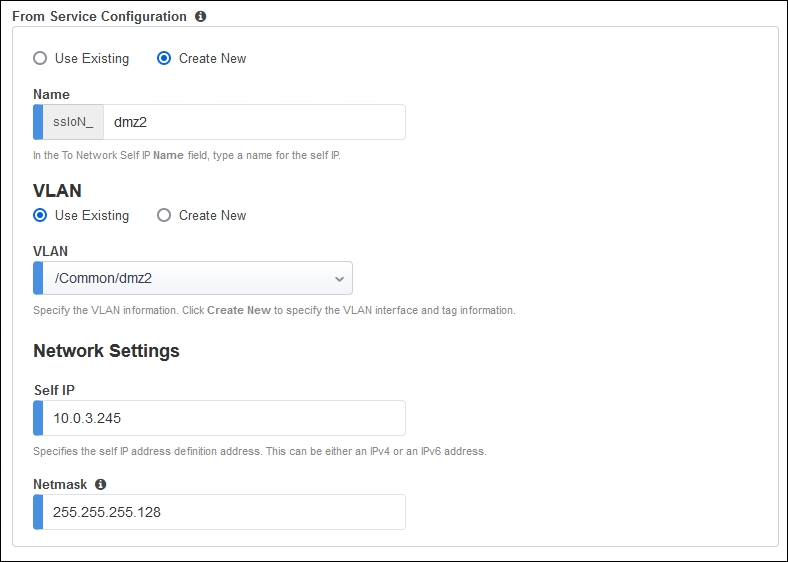 From Service Configuration
Use Existing Create New
Name
ssloN_ dmz2
In the To Network Self IP Name field, type a name for the self IP.
VLAN
Use Existing Create New
VLAN
/Common/dmz2
Specify the VLAN information. Click Create New to specify the VLAN interface and tag information.
Network Settings
Self IP
10.0.3.245
Specifies the self IP address definition address. This can be either an IPv4 or an IPv6 address.
Netmask
255.255.255.128